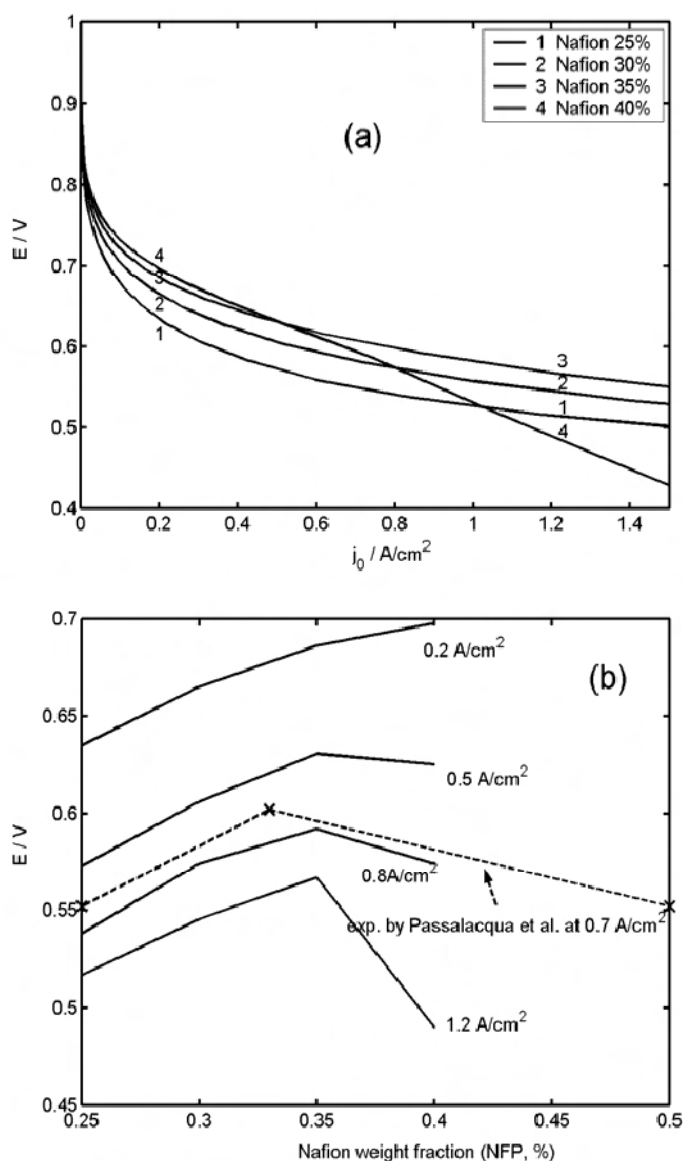 1
0.9
0.8
0.7
0.6
0.5
0.4
E / V
(a)
1 Nafion 25%
2 Nafion 30%
3 Nafion 35%
4 Nafion 40%
4
3
2
1
3
2
1
4
0
0.2
0.4
0.6
0.8
1
1.2
1.4
j0 / A/cm2
0.7
0.65
0.6
0.55
0.5
0.45
E / V
(b)
0.2 A/cm2
0.5 A/cm2
0.8A/cm2
exp. by Passalacqua et al. at 0.7 A/cm2
1.2 A/cm2
0.25
0.3
0.35
0.4
0.45
0.5
Nafion weight fraction (NFP, %)